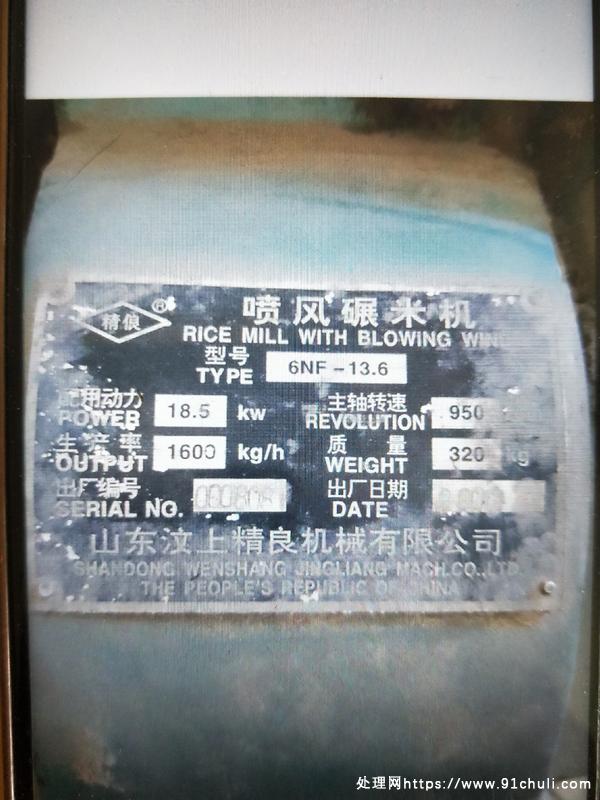 精良®
喷风碾米机
RICE MILL WITH BLOWING WIND
型号
TYPE 6NF-13.6
配用动力 主轴转速
POWER 18.5 kw REVOLUTION 950
生产率 质量
OUTPUT 1600 kg/h WEIGHT 320 kg
出厂编号 出厂日期
SERIAL NO. DATE
山东汶上精良机械有限公司
SHANDONG WENSHANG JINGLIANG MACH.CO.,LTD.
THE PEOPLE'S REPUBLIC OF CHINA
处理网https://www.91chuli.com